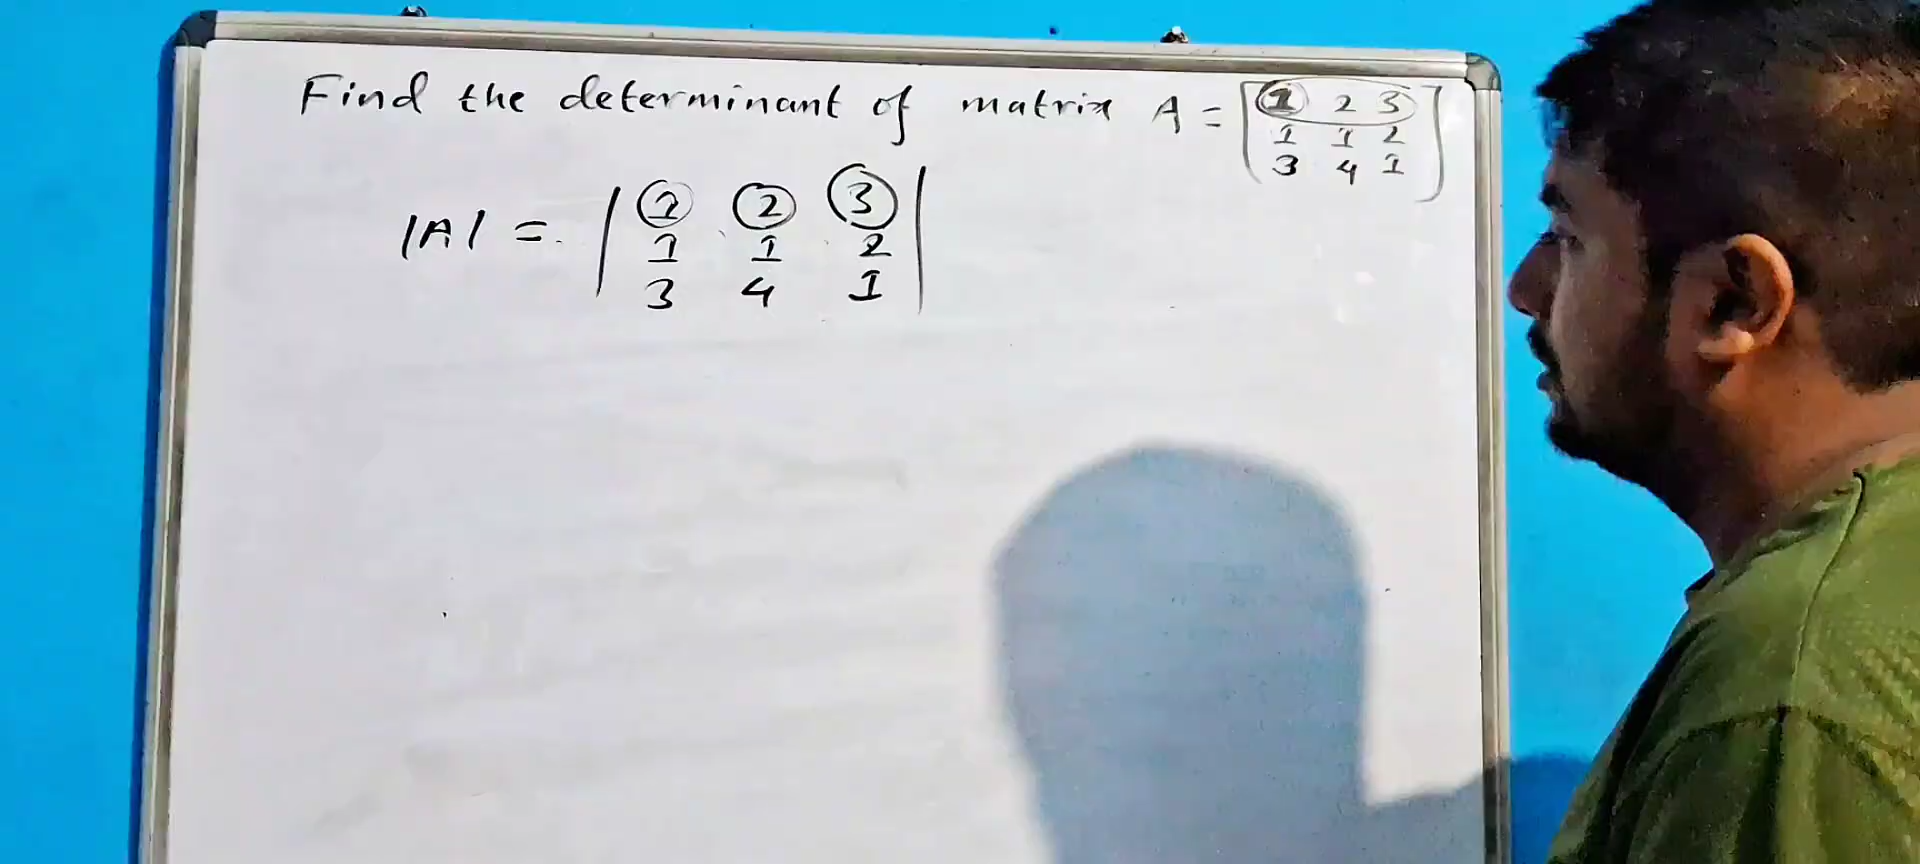 Find the determinant of matrix A = [1 2 3
1 1 2
3 4 1]
|A| = |1 2 3
1 1 2
3 4 1|